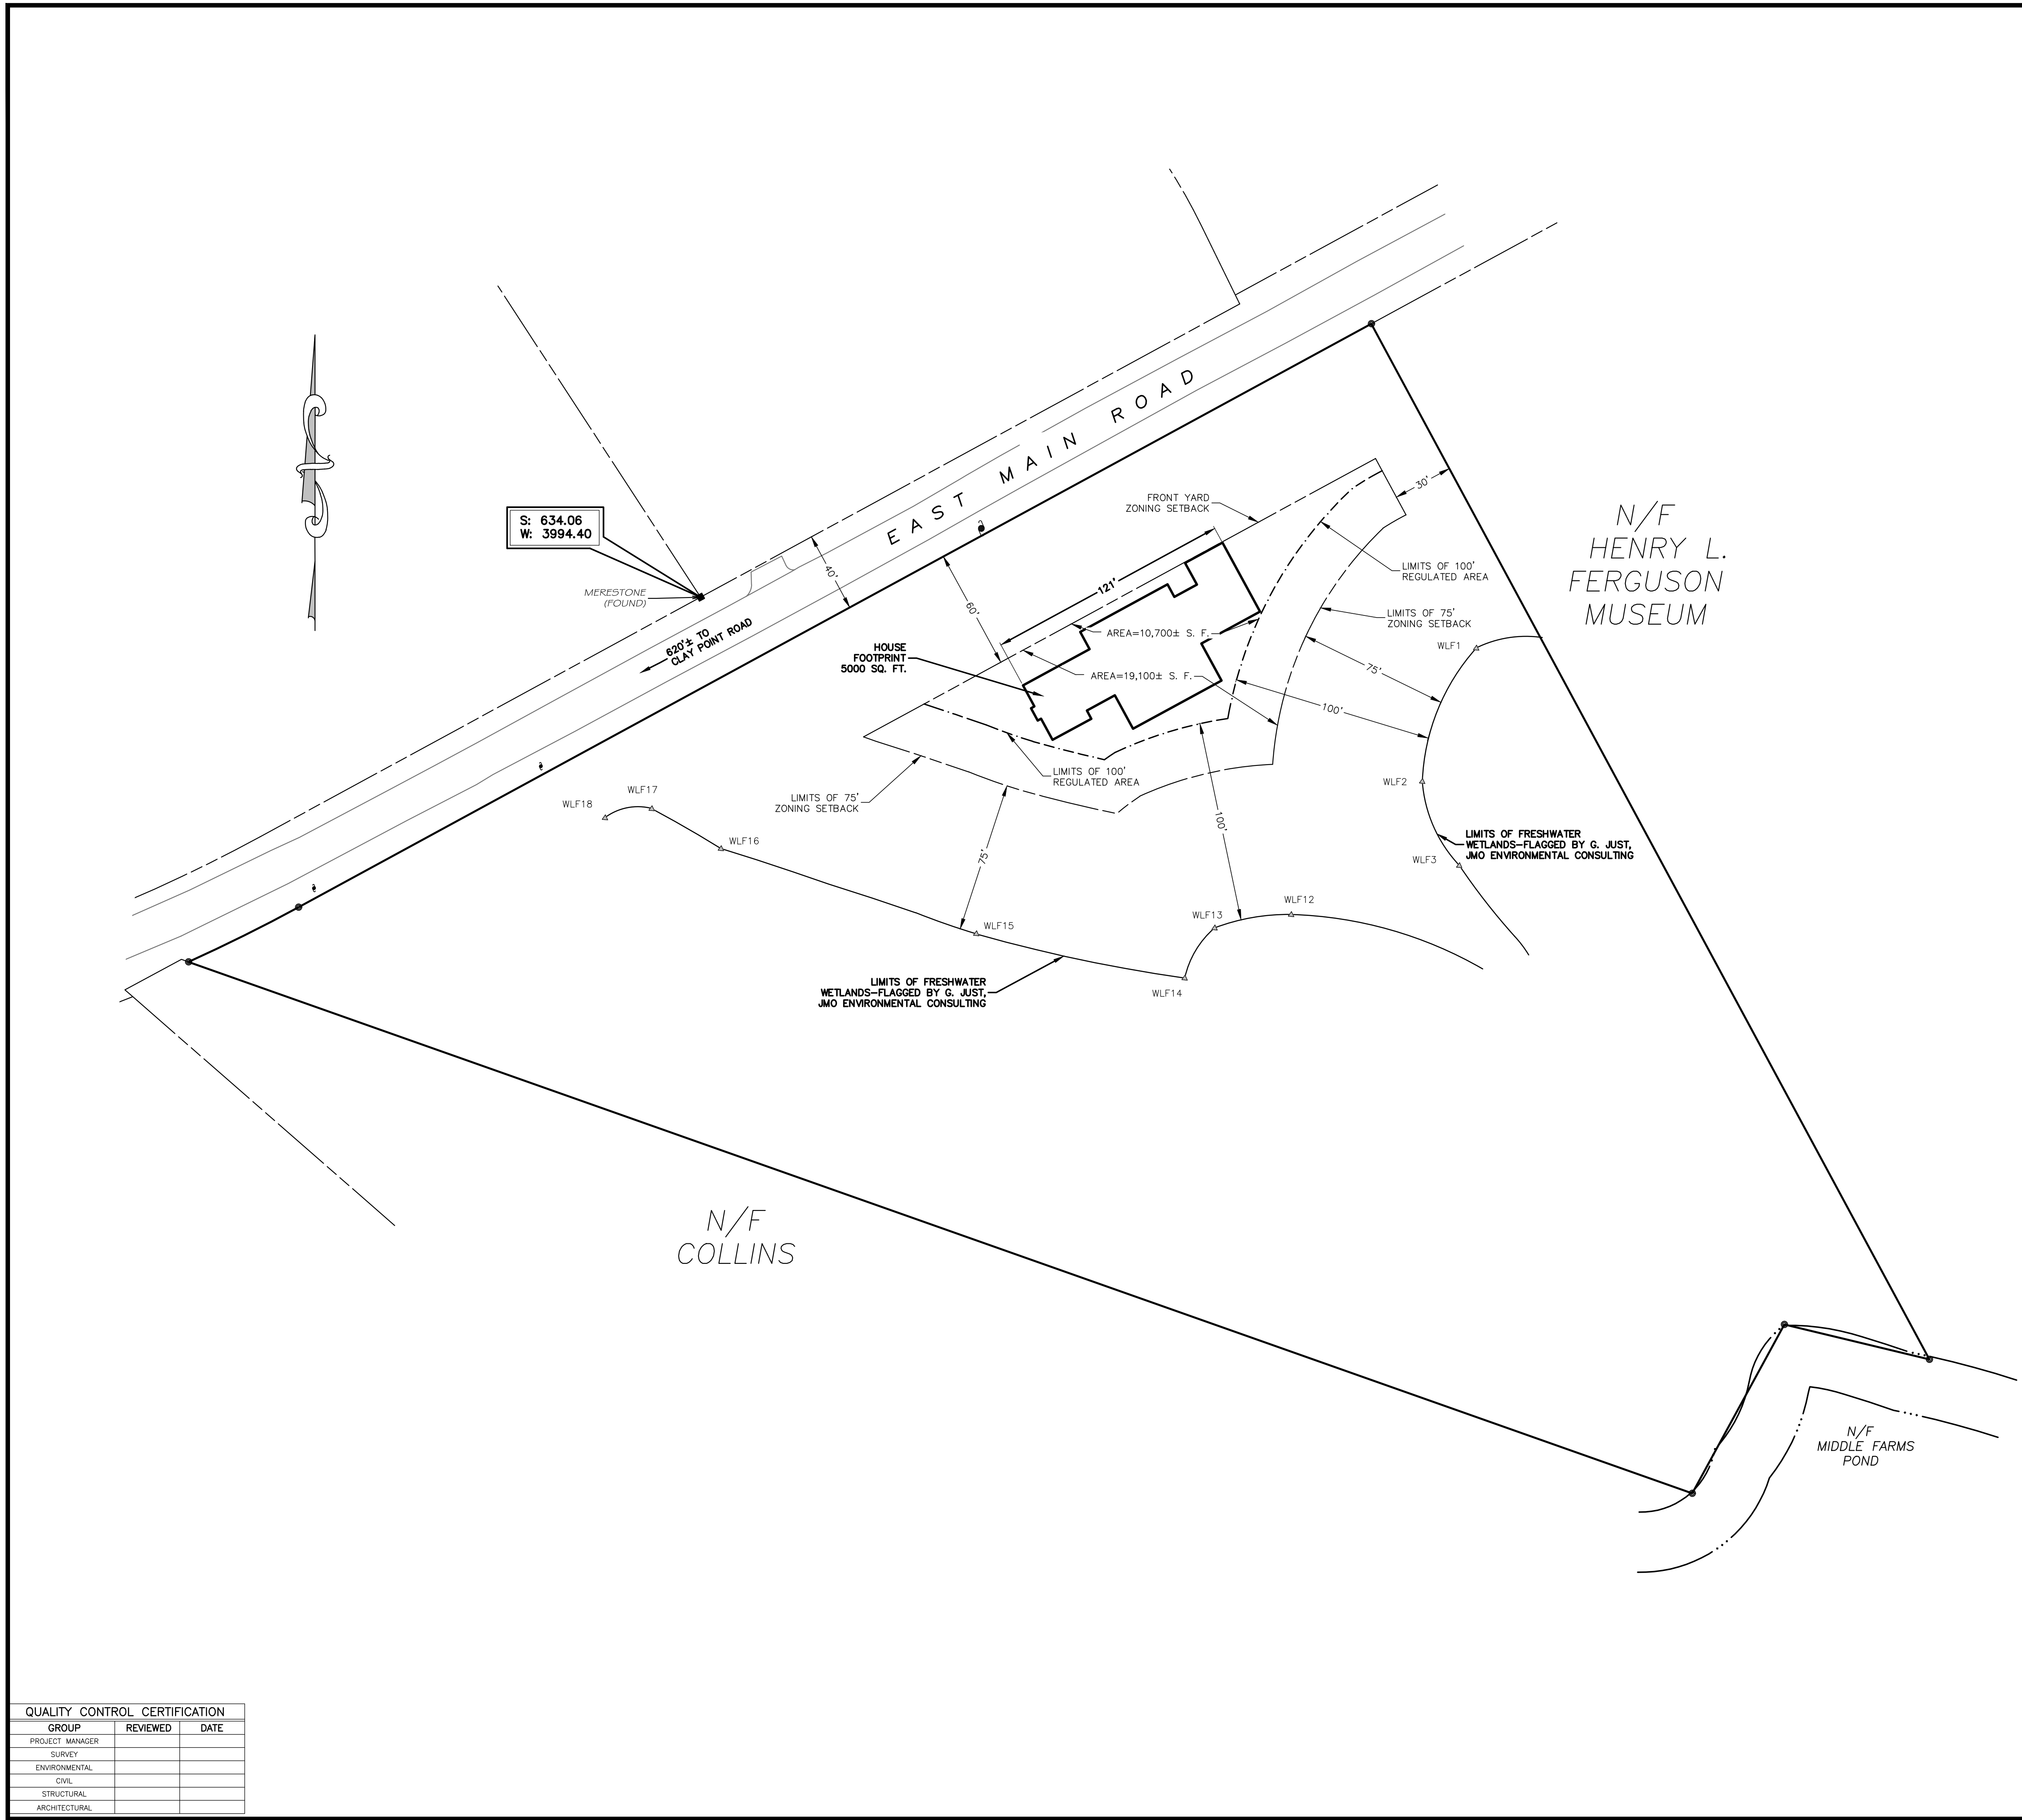 EAST MAIN ROAD
FRONT YARD
ZONING SETBACK
30'
N/F
HENRY L.
FERGUSON
MUSEUM
S: 634.06
W: 3994.40
MERESTONE
(FOUND)
40'
60'
121'
LIMITS OF 100'
REGULATED AREA
LIMITS OF 75'
ZONING SETBACK
620'± TO
CLAY POINT ROAD
HOUSE
FOOTPRINT
5000 SQ. FT.
AREA=10,700± S. F.
AREA=19,100± S. F.
WLF1
75'
100'
WLF2
LIMITS OF 100'
REGULATED AREA
LIMITS OF 75'
ZONING SETBACK
WLF17
WLF18
WLF16
75'
100'
LIMITS OF FRESHWATER
WETLANDS-FLAGGED BY G. JUST,
JMO ENVIRONMENTAL CONSULTING
WLF3
WLF12
WLF13
WLF15
WLF14
LIMITS OF FRESHWATER
WETLANDS-FLAGGED BY G. JUST,
JMO ENVIRONMENTAL CONSULTING
N/F
COLLINS
N/F
MIDDLE FARMS
POND
QUALITY CONTROL CERTIFICATION
GROUP REVIEWED DATE
PROJECT MANAGER
SURVEY
ENVIRONMENTAL
CIVIL
STRUCTURAL
ARCHITECTURAL